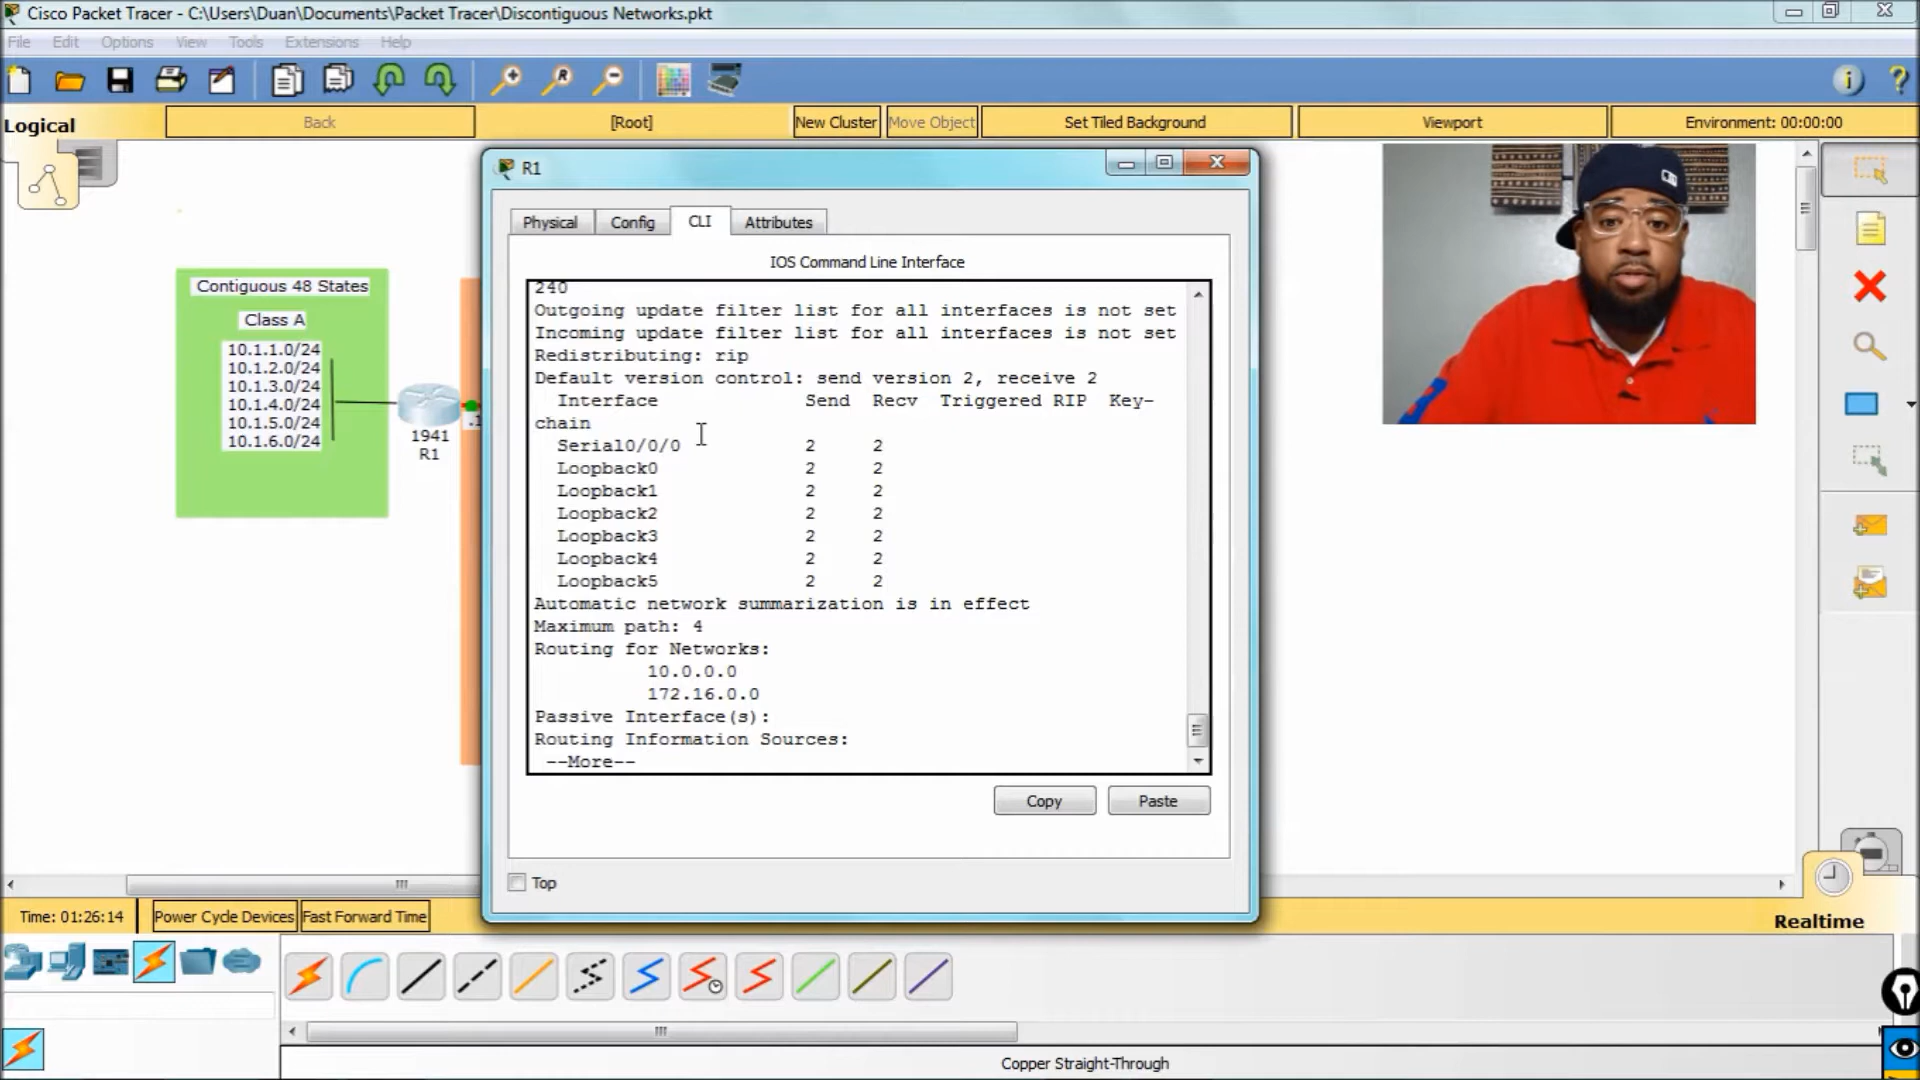 Cisco Packet Tracer - C:\Users\Duan\Documents\Packet Tracer\Discontiguous Networks.pkt
File Edit Options View Tools Extensions Help
Logical
Back
[Root]
New Cluster
Move Object
Set Tiled Background
Viewport
Environment: 00:00:00
R1
Physical
Config
CLI
Attributes
IOS Command Line Interface
240
Outgoing update filter list for all interfaces is not set
Incoming update filter list for all interfaces is not set
Redistributing: rip
Default version control: send version 2, receive 2
Interface Send Recv Triggered RIP Key-
chain
Serial0/0/0 2 2
Loopback0 2 2
Loopback1 2 2
Loopback2 2 2
Loopback3 2 2
Loopback4 2 2
Loopback5 2 2
Automatic network summarization is in effect
Maximum path: 4
Routing for Networks:
10.0.0.0
172.16.0.0
Passive Interface(s):
Routing Information Sources:
--More--
Copy
Paste
Top
Contiguous 48 States
Class A
10.1.1.0/24
10.1.2.0/24
10.1.3.0/24
10.1.4.0/24
10.1.5.0/24
10.1.6.0/24
1941
R1
.1
Time: 01:26:14
Power Cycle Devices
Fast Forward Time
Realtime
Copper Straight-Through